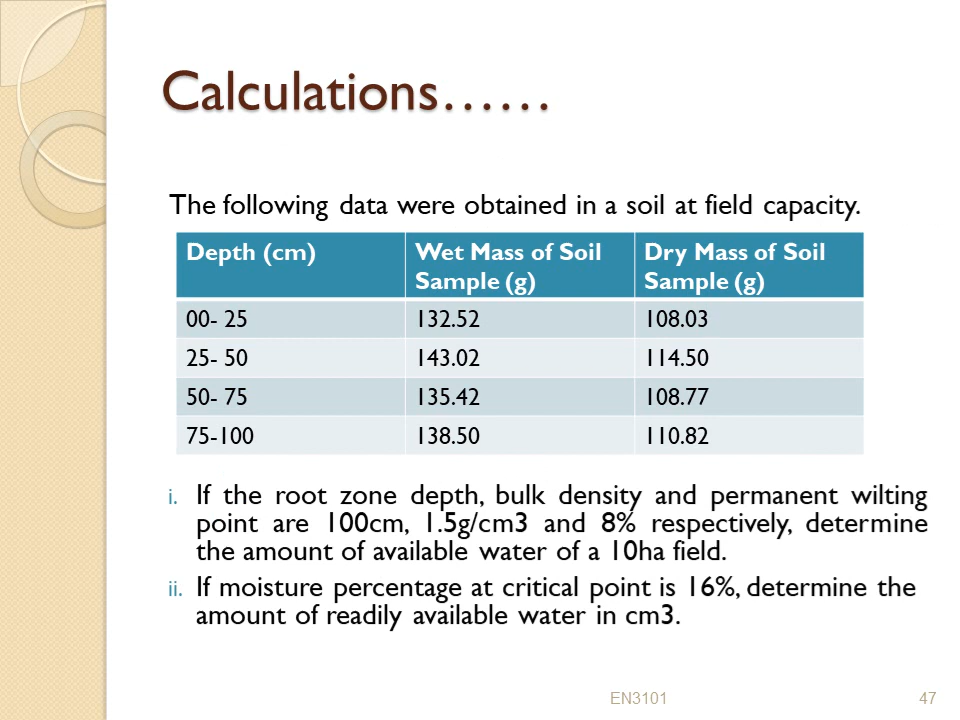 Calculations……
The following data were obtained in a soil at field capacity.
Depth (cm) Wet Mass of Soil Sample (g) Dry Mass of Soil Sample (g)
00- 25 132.52 108.03
25- 50 143.02 114.50
50- 75 135.42 108.77
75-100 138.50 110.82
i. If the root zone depth, bulk density and permanent wilting
point are 100cm, 1.5g/cm3 and 8% respectively, determine
the amount of available water of a 10ha field.
ii. If moisture percentage at critical point is 16%, determine the
amount of readily available water in cm3.
EN3101 47